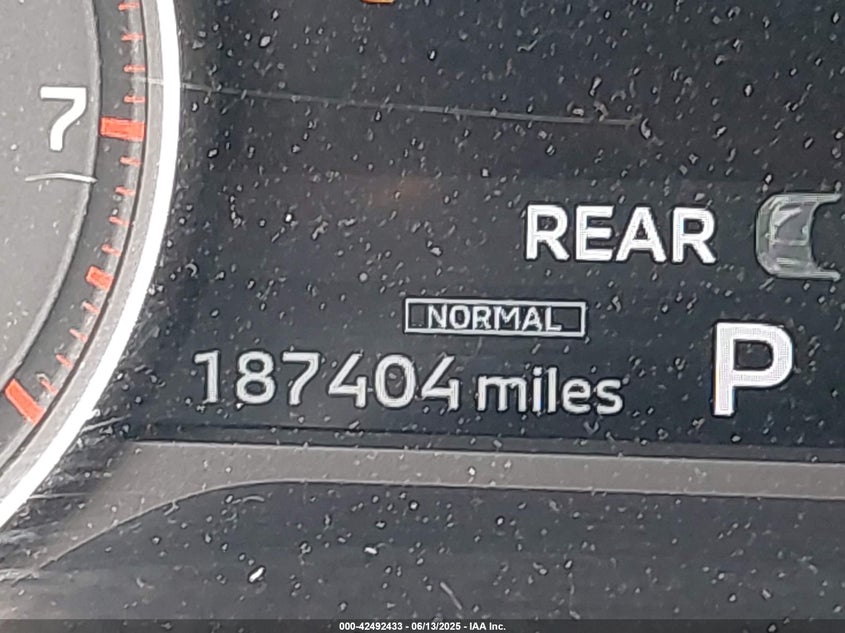 7
REAR
NORMAL
187404 miles
P
000-42492433 - 06/13/2025 - IAA Inc.